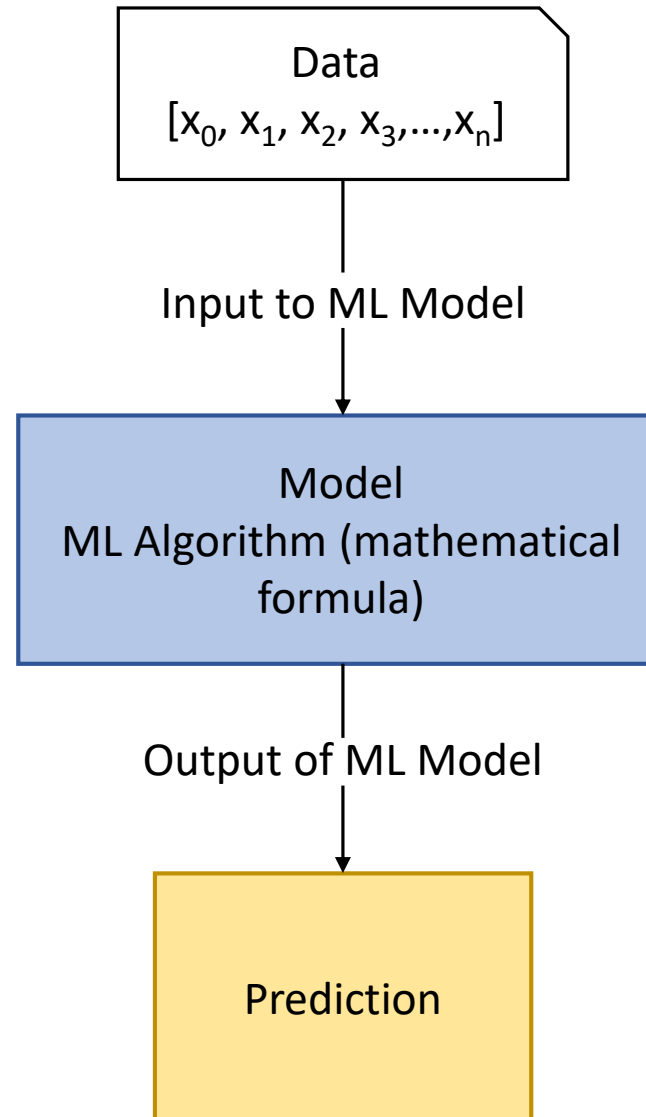 Data
[x₀, x₁, x₂, x₃,...,xₙ]
Input to ML Model
Model
ML Algorithm (mathematical
formula)
Output of ML Model
Prediction